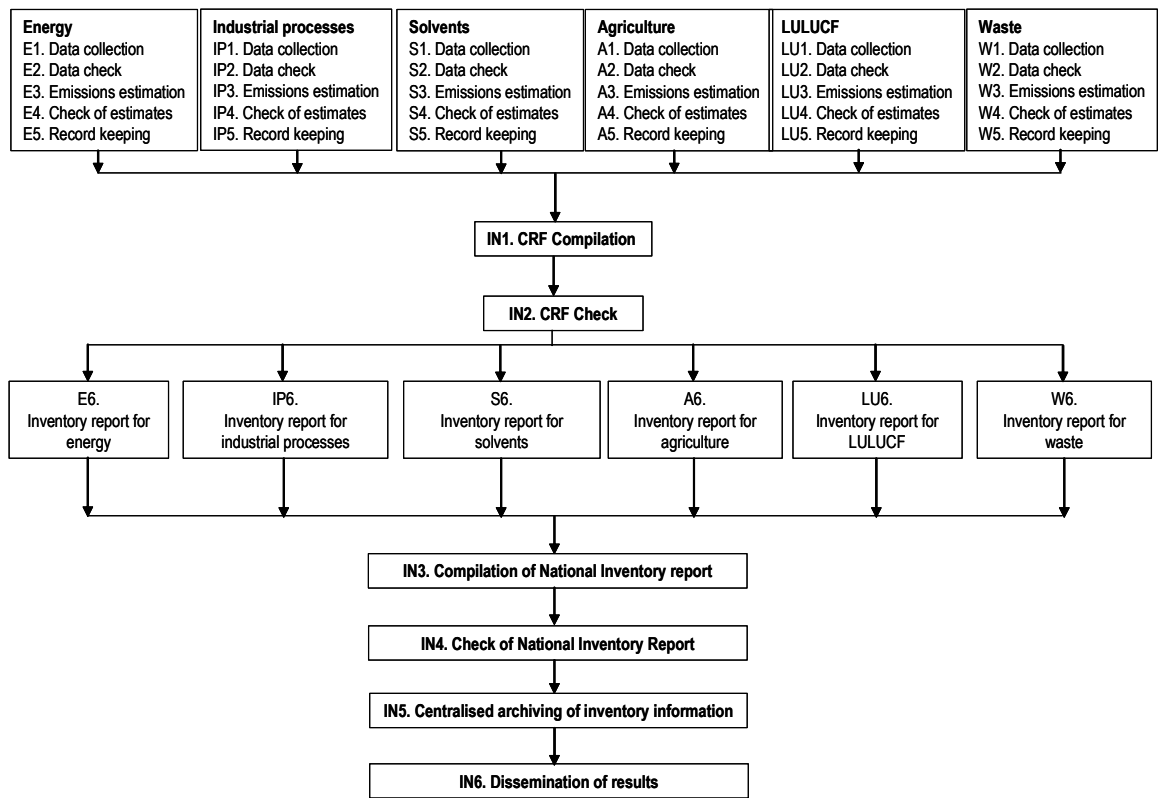 Energy
E1. Data collection
E2. Data check
E3. Emissions estimation
E4. Check of estimates
E5. Record keeping
Industrial processes
IP1. Data collection
IP2. Data check
IP3. Emissions estimation
IP4. Check of estimates
IP5. Record keeping
Solvents
S1. Data collection
S2. Data check
S3. Emissions estimation
S4. Check of estimates
S5. Record keeping
Agriculture
A1. Data collection
A2. Data check
A3. Emissions estimation
A4. Check of estimates
A5. Record keeping
LULUCF
LU1. Data collection
LU2. Data check
LU3. Emissions estimation
LU4. Check of estimates
LU5. Record keeping
Waste
W1. Data collection
W2. Data check
W3. Emissions estimation
W4. Check of estimates
W5. Record keeping
IN1. CRF Compilation
IN2. CRF Check
E6.
Inventory report for
energy
IP6.
Inventory report for
industrial processes
S6.
Inventory report for
solvents
A6.
Inventory report for
agriculture
LU6.
Inventory report for
LULUCF
W6.
Inventory report for
waste
IN3. Compilation of National Inventory report
IN4. Check of National Inventory Report
IN5. Centralised archiving of inventory information
IN6. Dissemination of results